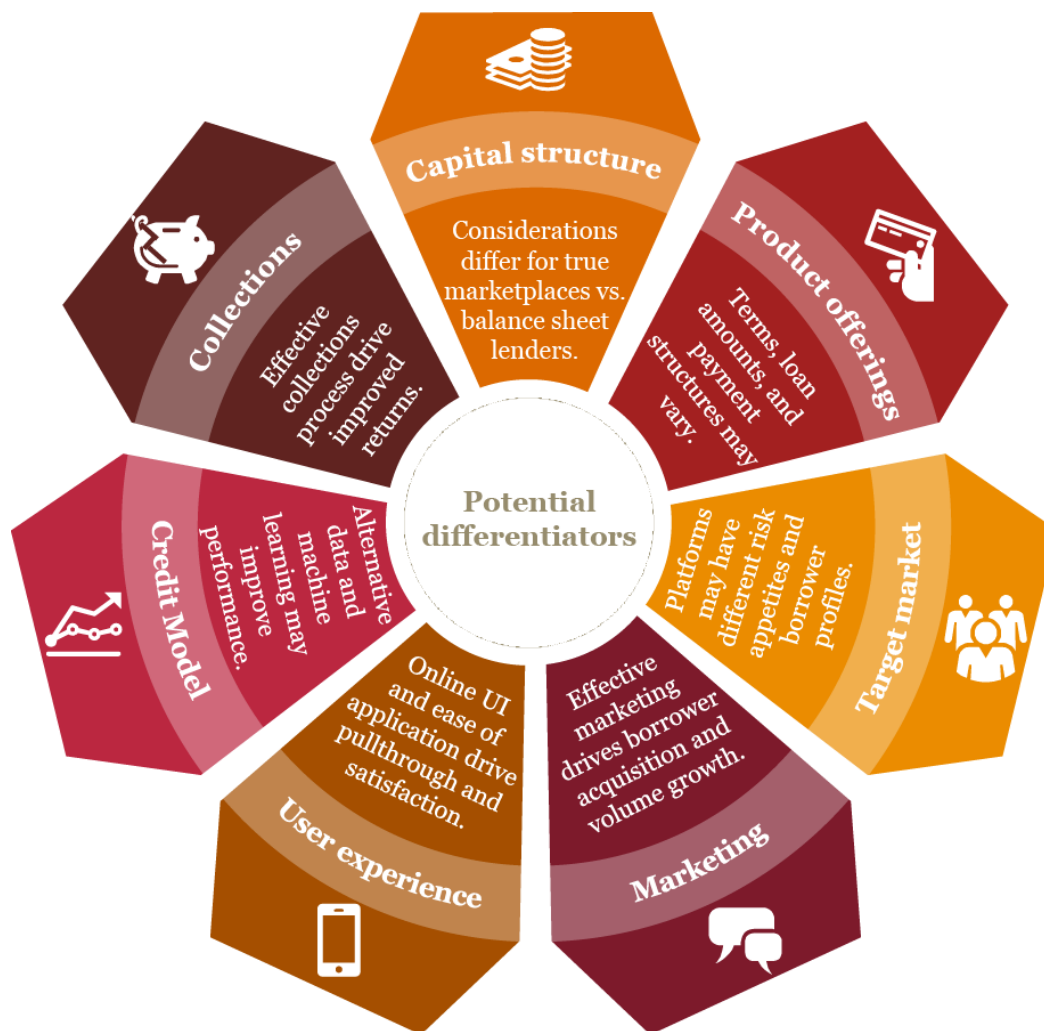 Potential
differentiators
Capital structure
Considerations
differ for true
marketplaces vs.
balance sheet
lenders.
Product offerings
Terms, loan
amounts, and
payment
structures may
vary.
Target market
Platforms
may have
different risk
appetites and
borrower
profiles.
Marketing
Effective
marketing
drives borrower
acquisition and
volume growth.
User experience
Online UI
and ease of
application drive
pullthrough and
satisfaction.
Credit Model
Alternative
data and
machine
learning may
improve
performance.
Collections
Effective
collections
process drive
improved
returns.